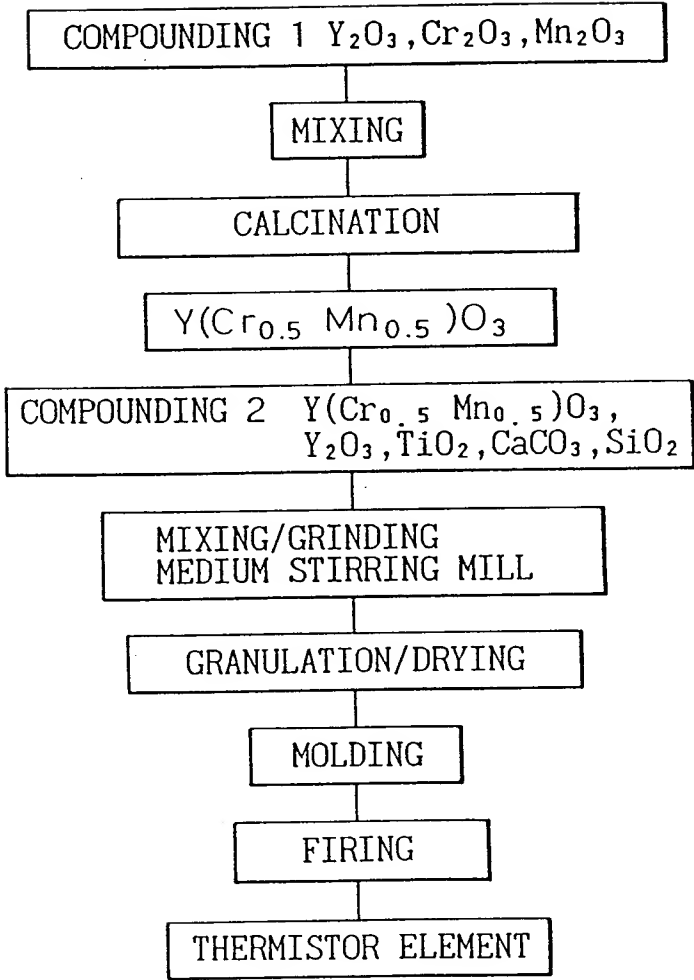 COMPOUNDING 1 Y₂O₃,Cr₂O₃,Mn₂O₃
MIXING
CALCINATION
Y(Cr₀.₅ Mn₀.₅)O₃
COMPOUNDING 2 Y(Cr₀.₅ Mn₀.₅)O₃,
Y₂O₃,TiO₂,CaCO₃,SiO₂
MIXING/GRINDING
MEDIUM STIRRING MILL
GRANULATION/DRYING
MOLDING
FIRING
THERMISTOR ELEMENT